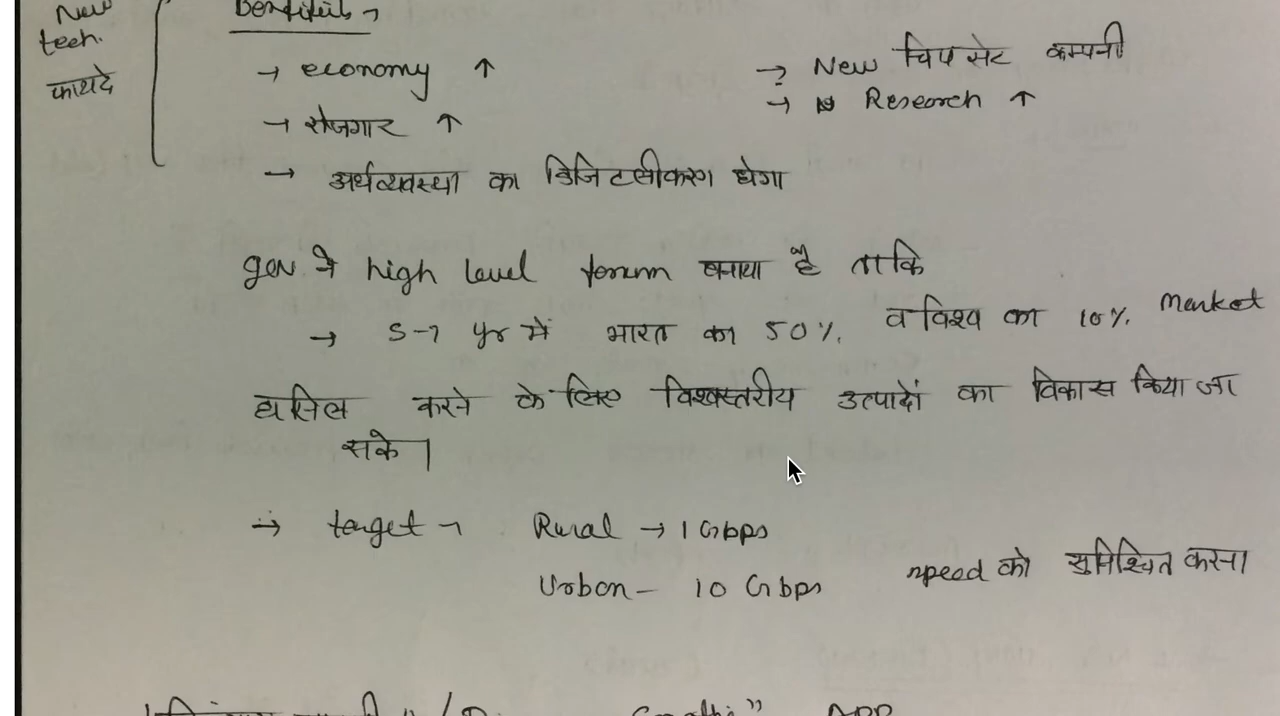 New
tech.
फायदे
Benefits →
→ economy ↑
→ New चिपसेट कम्पनी
→ Research ↑
→ रोजगार ↑
→ अर्थव्यवस्था का डिजिटलीकरण होगा
gov ने high level forum बनाया है ताकि
→ 5-7 yr में भारत का 50% व विश्व का 10% Market
हासिल करने के लिए विश्वस्तरीय उत्पादों का विकास किया जा
सके।
→ target → Rural → 1 Gbps
Urban - 10 Gbps speed को सुनिश्चित करना
APP